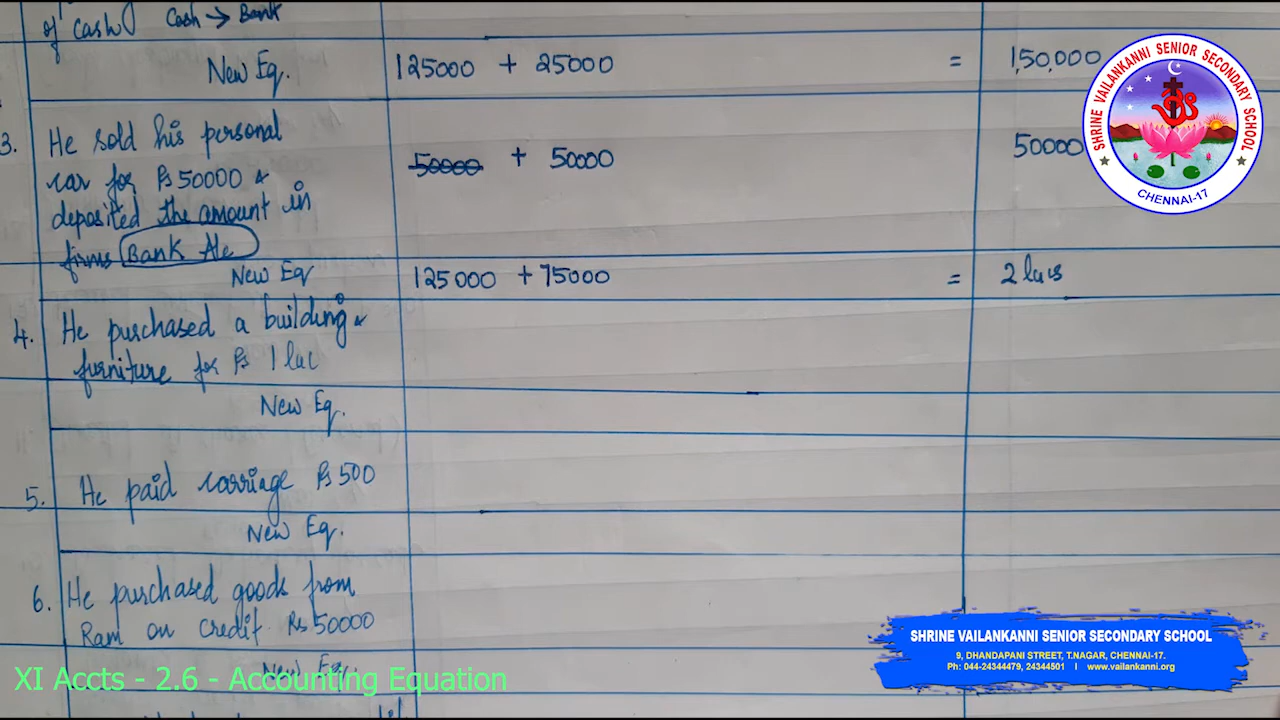 of cash) Cash → Bank
New Eq. 125000 + 25000 = 1,50,000
3. He sold his personal
car for ₨ 50000 &
50000 + 50000 50000
deposited the amount in
firms Bank A/c
New Eq 125000 + 75000 = 2 lacs
4. He purchased a building &
furniture for ₨ 1 lac
New Eq.
5. He paid carriage ₨ 500
New Eq.
6. He purchased goods from
Ram on credit ₨ 50000
New Eq.
XI Accts - 2.6 - Accounting Equation
SHRINE VAILANKANNI SENIOR SECONDARY SCHOOL
CHENNAI-17
SHRINE VAILANKANNI SENIOR SECONDARY SCHOOL
9, DHANDAPANI STREET, T.NAGAR, CHENNAI-17.
Ph: 044-24344479, 24344501 I www.vailankanni.org